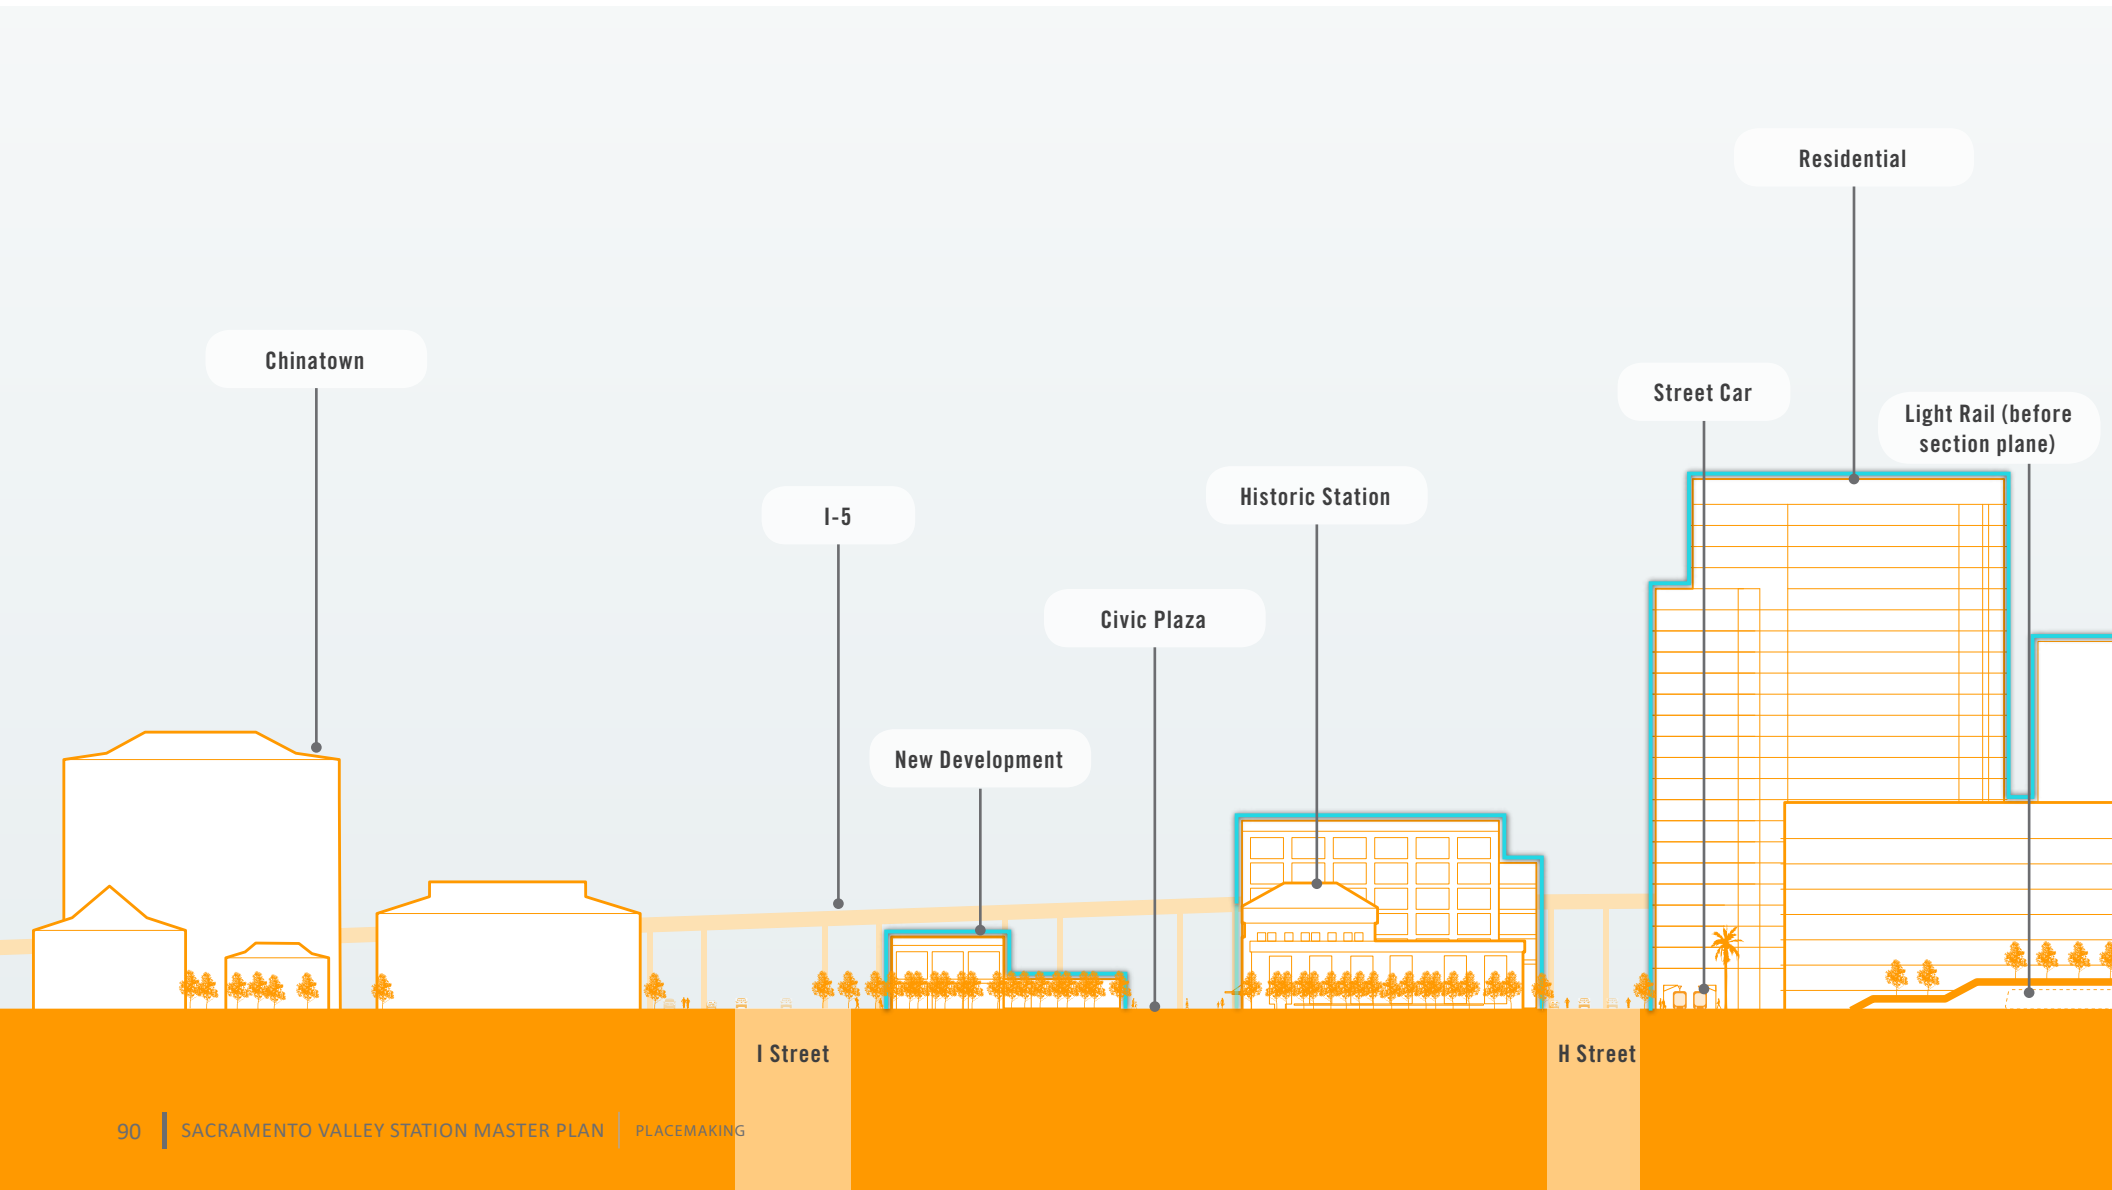 Residential
Chinatown
Street Car
Light Rail (before
section plane)
Historic Station
I-5
Civic Plaza
New Development
I Street
H Street
90 SACRAMENTO VALLEY STATION MASTER PLAN PLACEMAKING